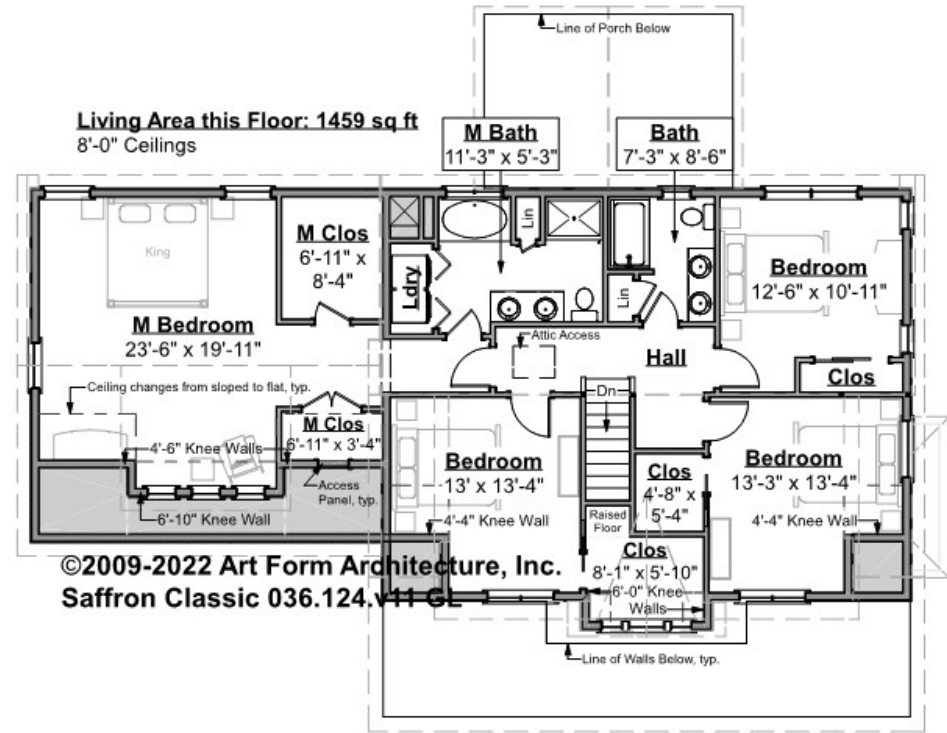 Line of Porch Below
Living Area this Floor: 1459 sq ft
8'-0" Ceilings
M Bath
11'-3" x 5'-3"
Bath
7'-3" x 8'-6"
King
M Clos
6'-11" x
8'-4"
Lin
Ldry
Lin
Bedroom
12'-6" x 10'-11"
M Bedroom
23'-6" x 19'-11"
Attic Access
Hall
Clos
Ceiling changes from sloped to flat, typ.
Dn
M Clos
6'-11" x 3'-4"
4'-6" Knee Walls
Bedroom
13' x 13'-4"
Clos
4'-8" x
5'-4"
Bedroom
13'-3" x 13'-4"
Access
Panel, typ.
6'-10" Knee Wall
4'-4" Knee Wall
Raised
Floor
4'-4" Knee Wall
Clos
8'-1" x 5'-10"
6'-0" Knee
Walls
©2009-2022 Art Form Architecture, Inc.
Saffron Classic 036.124.v11 GL
Line of Walls Below, typ.